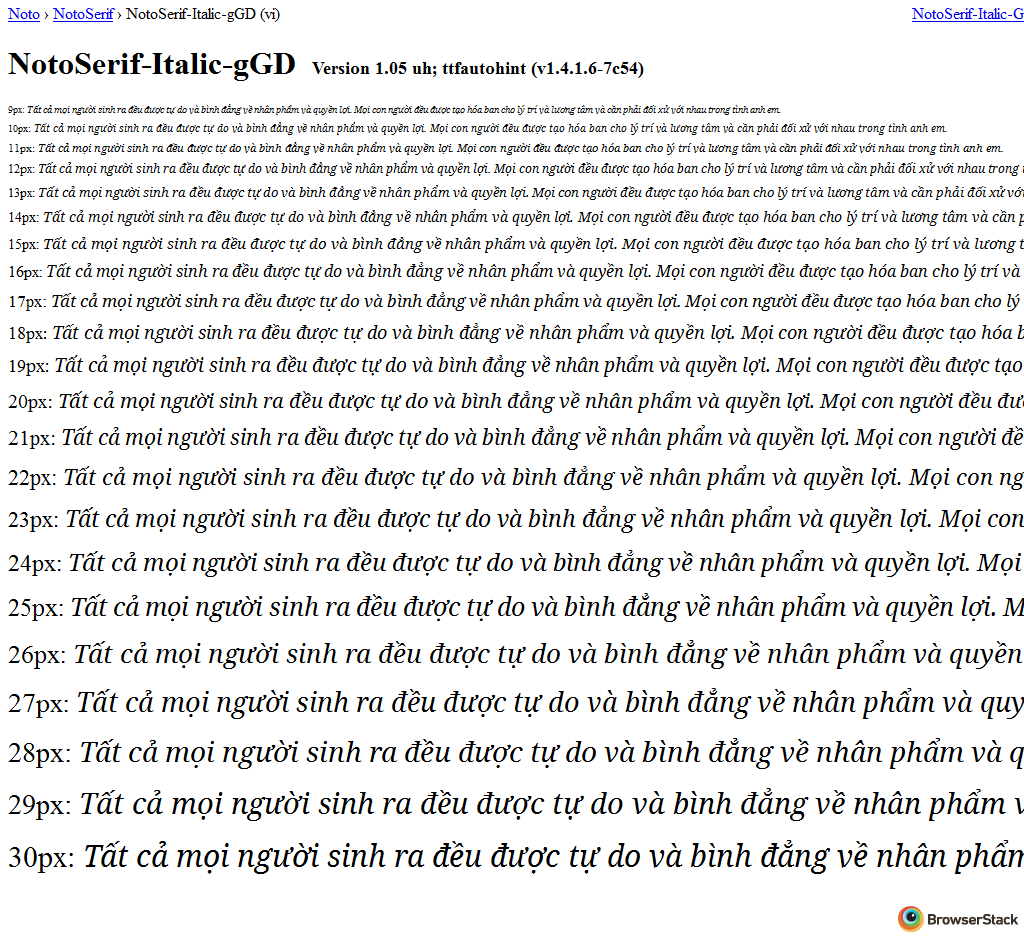 Noto › NotoSerif › NotoSerif-Italic-gGD (vi) NotoSerif-Italic-G
NotoSerif-Italic-gGD Version 1.05 uh; ttfautohint (v1.4.1.6-7c54)
9px: Tất cả mọi người sinh ra đều được tự do và bình đẳng về nhân phẩm và quyền lợi. Mọi con người đều được tạo hóa ban cho lý trí và lương tâm và cần phải đối xử với nhau trong tình anh em.
10px: Tất cả mọi người sinh ra đều được tự do và bình đẳng về nhân phẩm và quyền lợi. Mọi con người đều được tạo hóa ban cho lý trí và lương tâm và cần phải đối xử với nhau trong tình anh em.
11px: Tất cả mọi người sinh ra đều được tự do và bình đẳng về nhân phẩm và quyền lợi. Mọi con người đều được tạo hóa ban cho lý trí và lương tâm và cần phải đối xử với nhau trong tình anh em.
12px: Tất cả mọi người sinh ra đều được tự do và bình đẳng về nhân phẩm và quyền lợi. Mọi con người đều được tạo hóa ban cho lý trí và lương tâm và cần phải đối xử với nhau trong
13px: Tất cả mọi người sinh ra đều được tự do và bình đẳng về nhân phẩm và quyền lợi. Mọi con người đều được tạo hóa ban cho lý trí và lương tâm và cần phải đối xử với
14px: Tất cả mọi người sinh ra đều được tự do và bình đẳng về nhân phẩm và quyền lợi. Mọi con người đều được tạo hóa ban cho lý trí và lương tâm và cần p
15px: Tất cả mọi người sinh ra đều được tự do và bình đẳng về nhân phẩm và quyền lợi. Mọi con người đều được tạo hóa ban cho lý trí và lương t
16px: Tất cả mọi người sinh ra đều được tự do và bình đẳng về nhân phẩm và quyền lợi. Mọi con người đều được tạo hóa ban cho lý trí và
17px: Tất cả mọi người sinh ra đều được tự do và bình đẳng về nhân phẩm và quyền lợi. Mọi con người đều được tạo hóa ban cho lý
18px: Tất cả mọi người sinh ra đều được tự do và bình đẳng về nhân phẩm và quyền lợi. Mọi con người đều được tạo hóa b
19px: Tất cả mọi người sinh ra đều được tự do và bình đẳng về nhân phẩm và quyền lợi. Mọi con người đều được tạo
20px: Tất cả mọi người sinh ra đều được tự do và bình đẳng về nhân phẩm và quyền lợi. Mọi con người đều đư
21px: Tất cả mọi người sinh ra đều được tự do và bình đẳng về nhân phẩm và quyền lợi. Mọi con người đề
22px: Tất cả mọi người sinh ra đều được tự do và bình đẳng về nhân phẩm và quyền lợi. Mọi con ng
23px: Tất cả mọi người sinh ra đều được tự do và bình đẳng về nhân phẩm và quyền lợi. Mọi con
24px: Tất cả mọi người sinh ra đều được tự do và bình đẳng về nhân phẩm và quyền lợi. Mọi
25px: Tất cả mọi người sinh ra đều được tự do và bình đẳng về nhân phẩm và quyền lợi. M
26px: Tất cả mọi người sinh ra đều được tự do và bình đẳng về nhân phẩm và quyền
27px: Tất cả mọi người sinh ra đều được tự do và bình đẳng về nhân phẩm và quy
28px: Tất cả mọi người sinh ra đều được tự do và bình đẳng về nhân phẩm và q
29px: Tất cả mọi người sinh ra đều được tự do và bình đẳng về nhân phẩm v
30px: Tất cả mọi người sinh ra đều được tự do và bình đẳng về nhân phẩm
BrowserStack